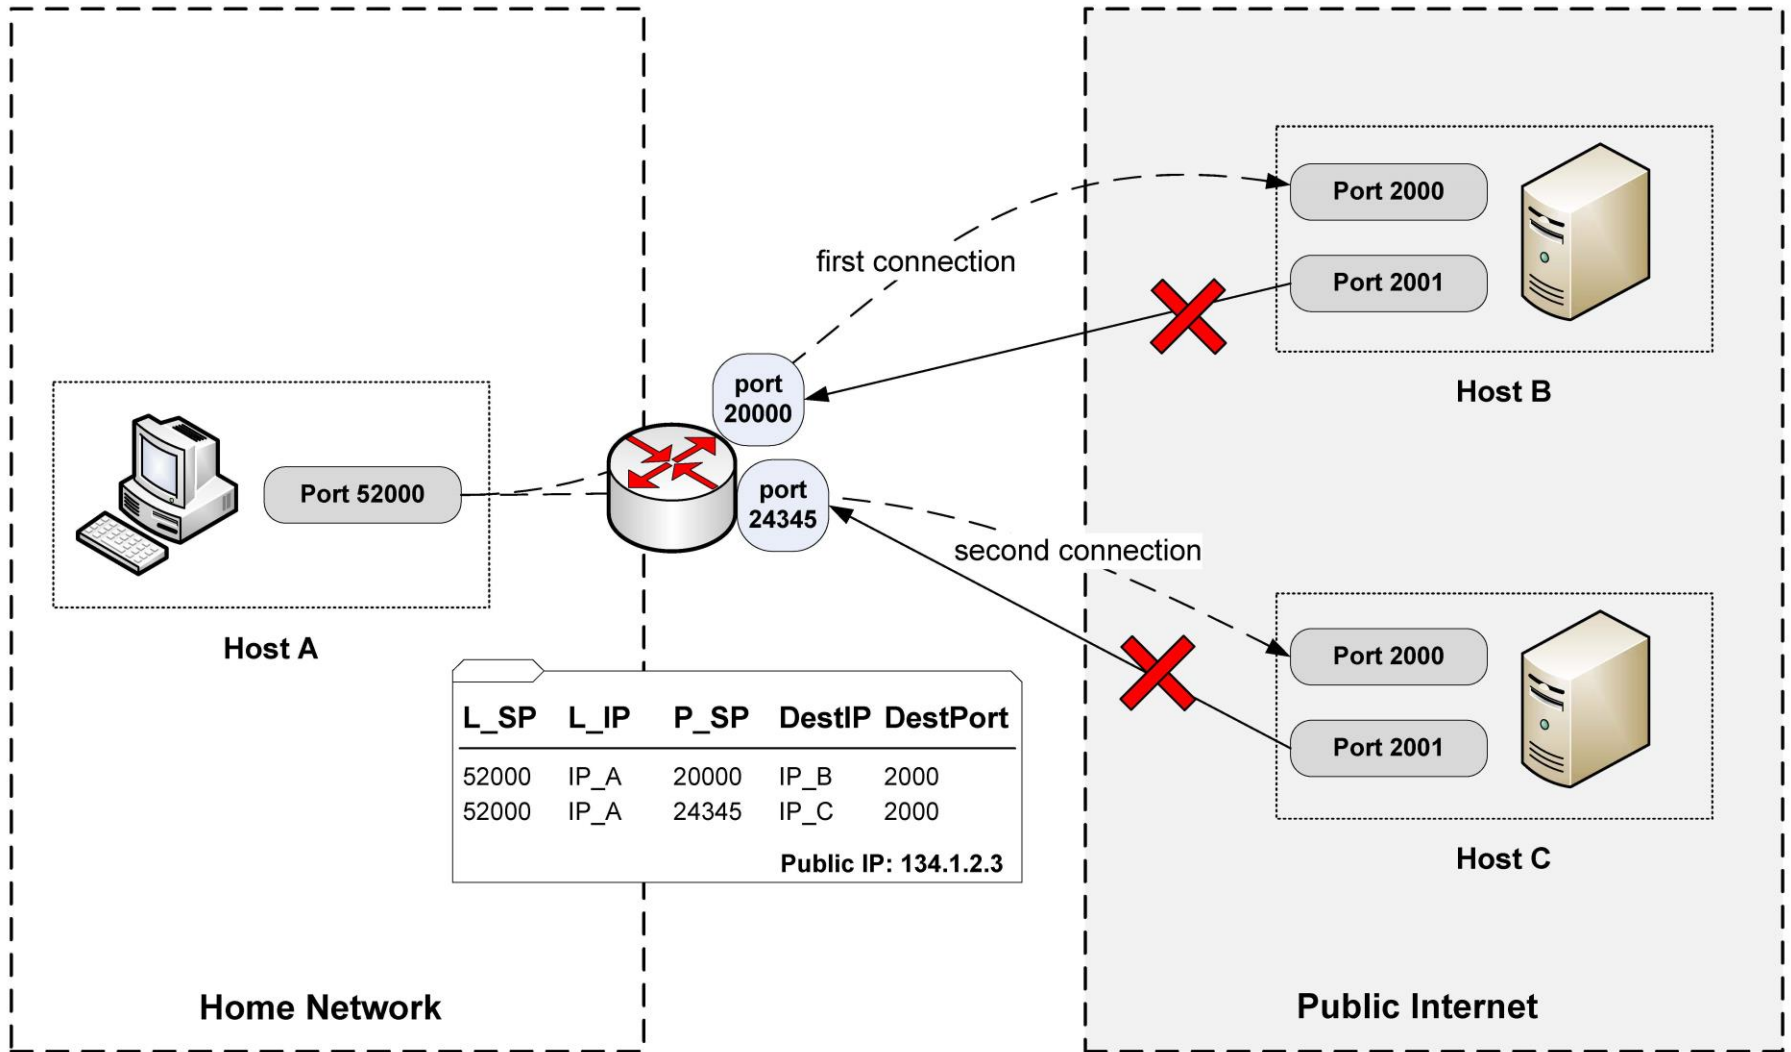 Port 2000
first connection
Port 2001
port
20000
Host B
Port 52000
port
24345
second connection
Host A
Port 2000
Port 2001
L_SP L_IP P_SP DestIP DestPort
52000 IP_A 20000 IP_B 2000
52000 IP_A 24345 IP_C 2000
Public IP: 134.1.2.3
Host C
Home Network
Public Internet